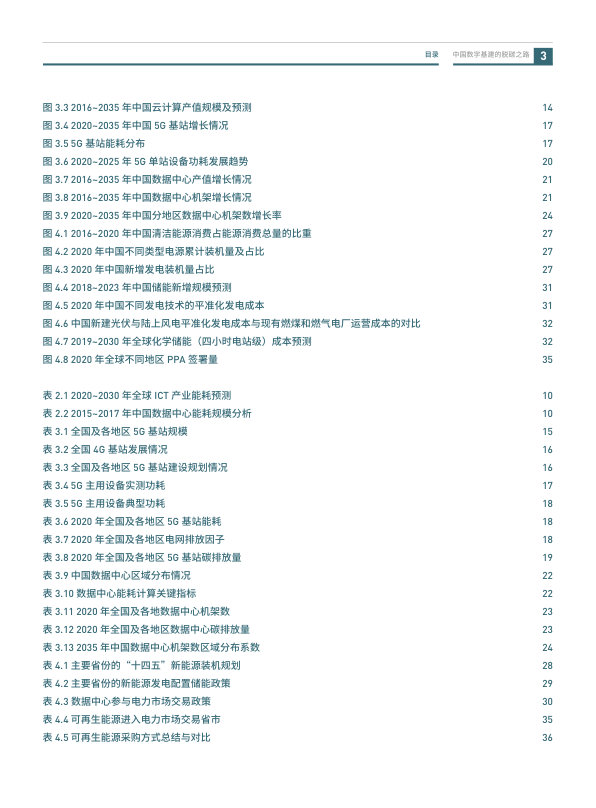 目录 中国数字基建的脱碳之路 3
图 3.3 2016~2035 年中国云计算产值规模及预测 14
图 3.4 2020~2035 年中国 5G 基站增长情况 17
图 3.5 5G 基站能耗分布 17
图 3.6 2020~2025 年 5G 单站设备功耗发展趋势 20
图 3.7 2016~2035 年中国数据中心产值增长情况 21
图 3.8 2016~2035 年中国数据中心机架增长情况 21
图 3.9 2020~2035 年中国分地区数据中心机架数增长率 24
图 4.1 2016~2020 年中国清洁能源消费占能源消费总量的比重 27
图 4.2 2020 年中国不同类型电源累计装机量及占比 27
图 4.3 2020 年中国新增发电装机量占比 27
图 4.4 2018~2023 年中国储能新增规模预测 31
图 4.5 2020 年中国不同发电技术的平准化发电成本 31
图 4.6 中国新建光伏与陆上风电平准化发电成本与现有燃煤和燃气电厂运营成本的对比 32
图 4.7 2019~2030 年全球化学储能（四小时电站级）成本预测 32
图 4.8 2020 年全球不同地区 PPA 签署量 35
表 2.1 2020~2030 年全球 ICT 产业能耗预测 10
表 2.2 2015~2017 年中国数据中心能耗规模分析 10
表 3.1 全国及各地区 5G 基站规模 15
表 3.2 全国 4G 基站发展情况 16
表 3.3 全国及各地区 5G 基站建设规划情况 16
表 3.4 5G 主用设备实测功耗 17
表 3.5 5G 主用设备典型功耗 18
表 3.6 2020 年全国及各地区 5G 基站能耗 18
表 3.7 2020 年全国及各地区电网排放因子 18
表 3.8 2020 年全国及各地区 5G 基站碳排放量 19
表 3.9 中国数据中心区域分布情况 22
表 3.10 数据中心能耗计算关键指标 22
表 3.11 2020 年全国及各地数据中心机架数 23
表 3.12 2020 年全国及各地区数据中心碳排放量 23
表 3.13 2035 年中国数据中心机架数区域分布系数 24
表 4.1 主要省份的“十四五”新能源装机规划 28
表 4.2 主要省份的新能源发电配置储能政策 29
表 4.3 数据中心参与电力市场交易政策 30
表 4.4 可再生能源进入电力市场交易省市 35
表 4.5 可再生能源采购方式总结与对比 36